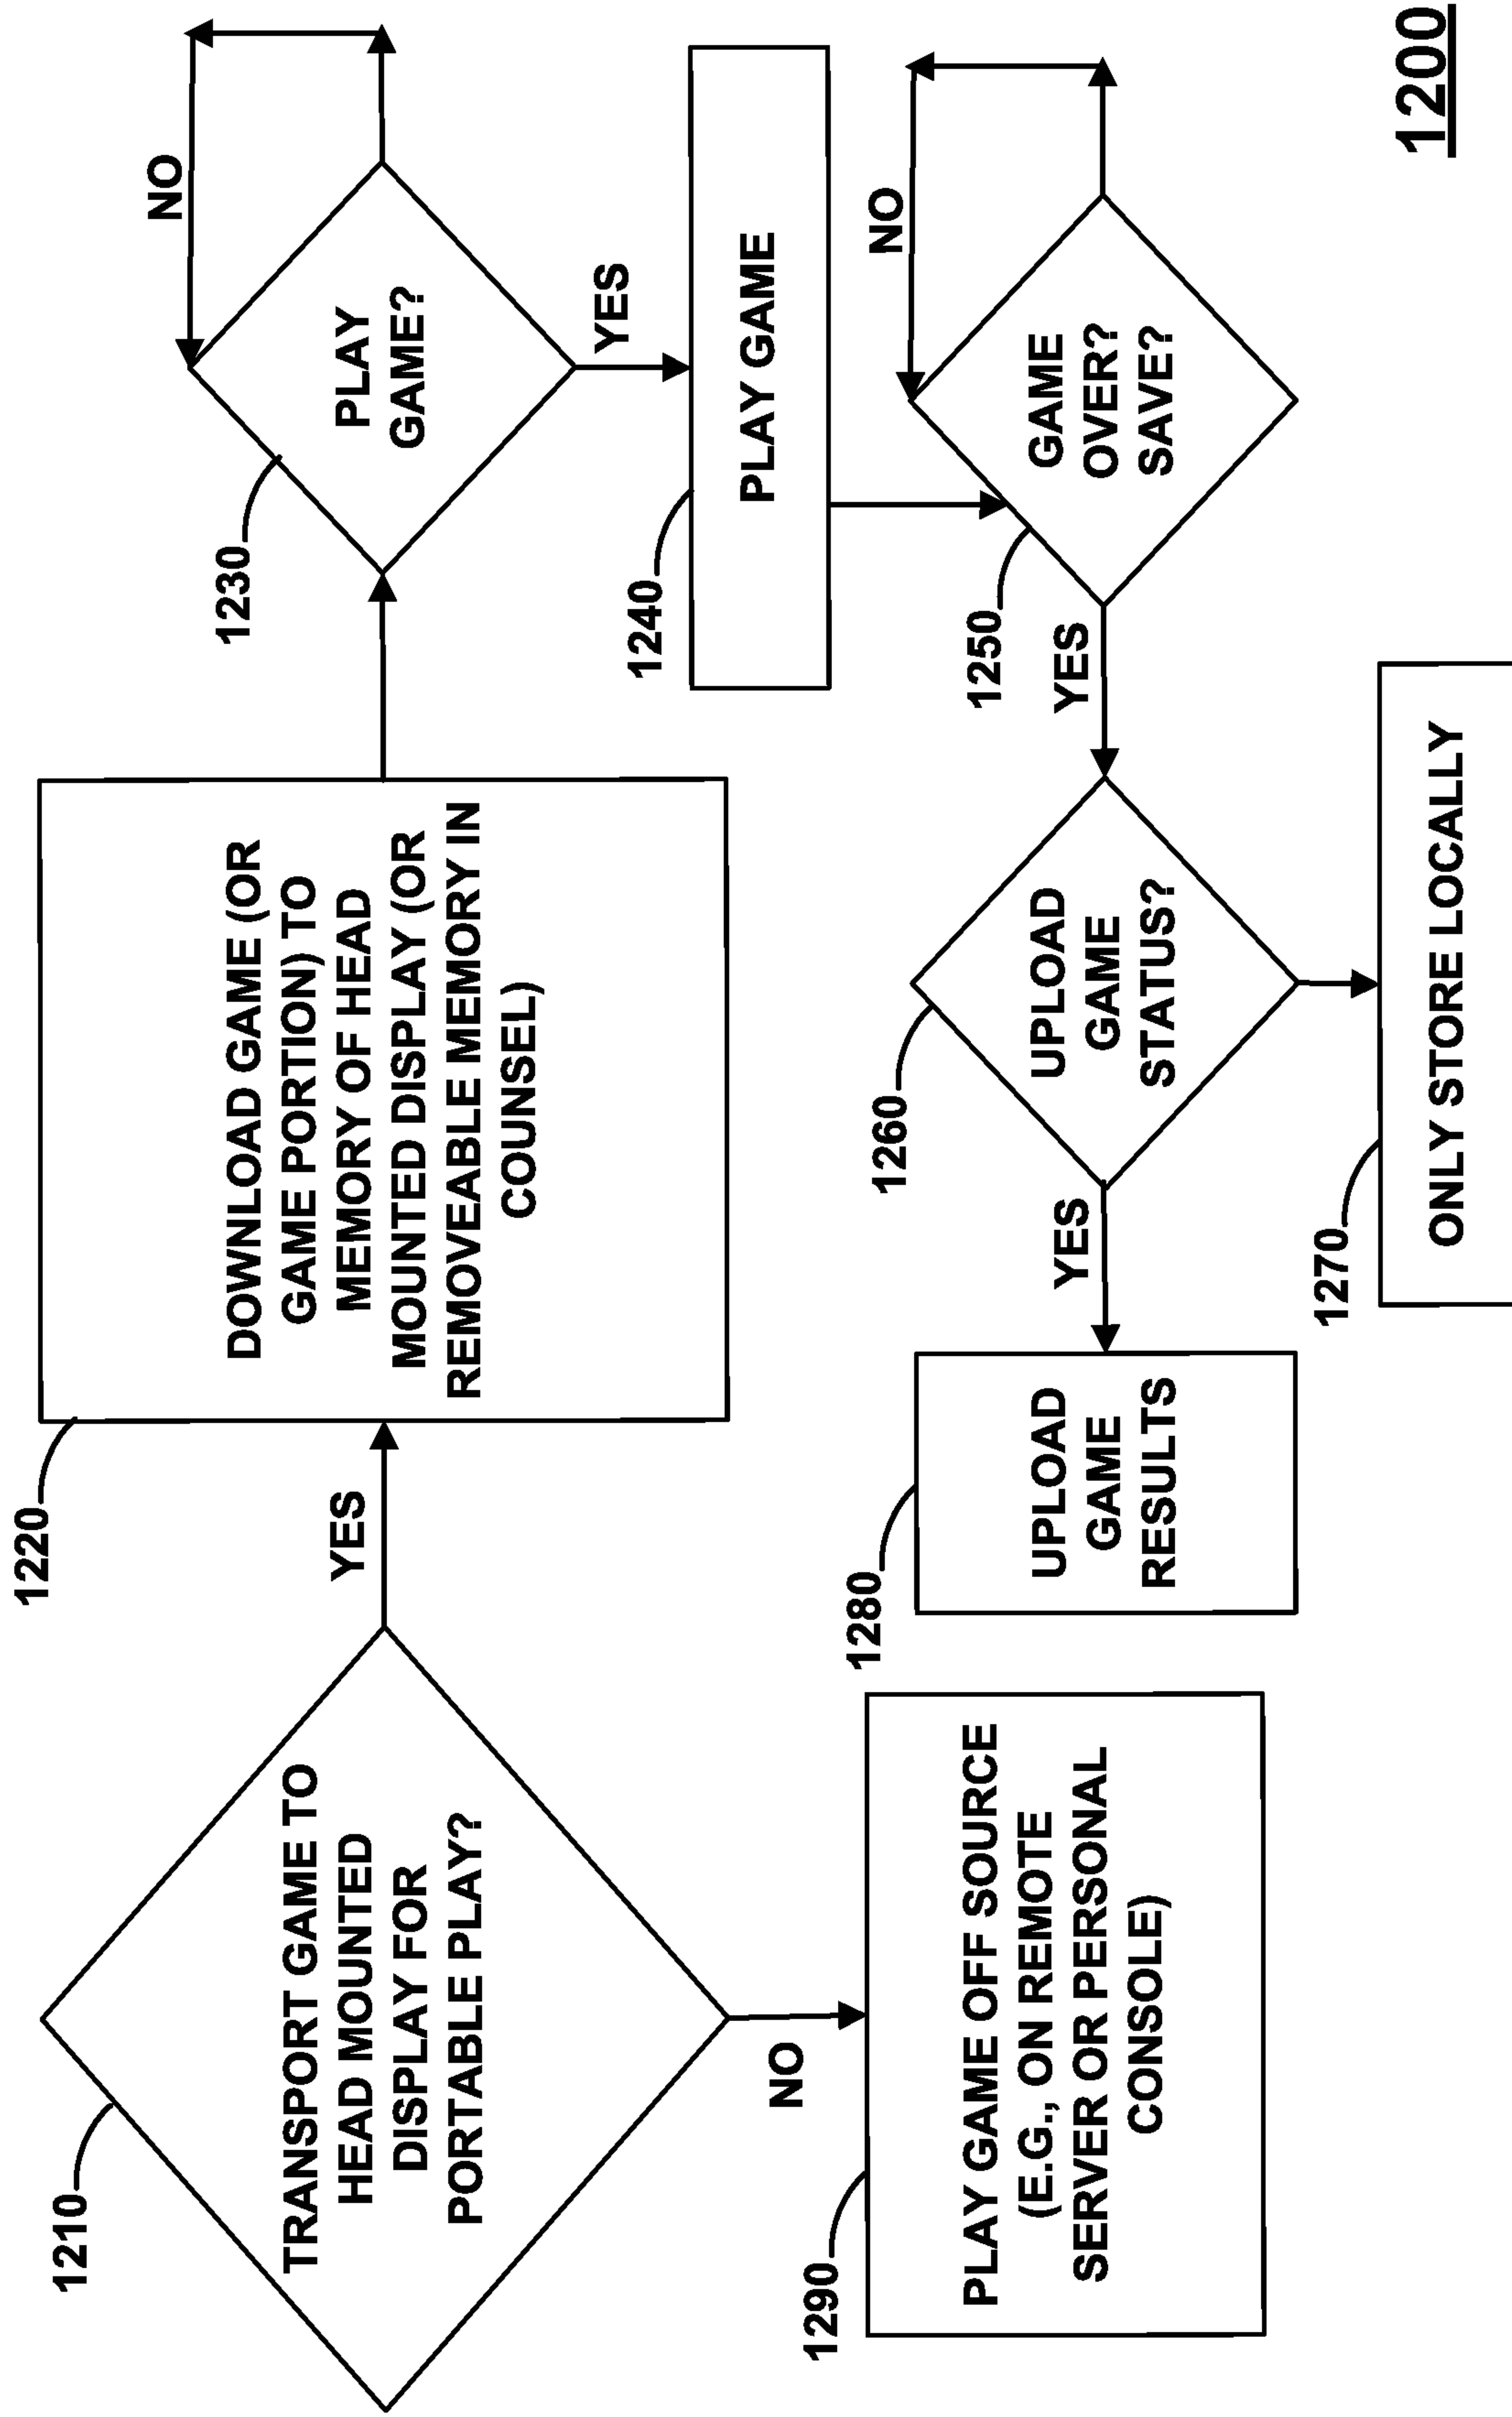 1210
TRANSPORT GAME TO
HEAD MOUNTED
DISPLAY FOR
PORTABLE PLAY?
YES
NO
1220
DOWNLOAD GAME (OR
GAME PORTION) TO
MEMORY OF HEAD
MOUNTED DISPLAY (OR
REMOVEABLE MEMORY IN
COUNSEL)
1230
PLAY
GAME?
NO
YES
1240
PLAY GAME
1250
GAME
OVER?
SAVE?
NO
YES
1260
UPLOAD
GAME
STATUS?
YES
1270
ONLY STORE LOCALLY
1280
UPLOAD
GAME
RESULTS
1290
PLAY GAME OFF SOURCE
(E.G., ON REMOTE
SERVER OR PERSONAL
CONSOLE)
1200